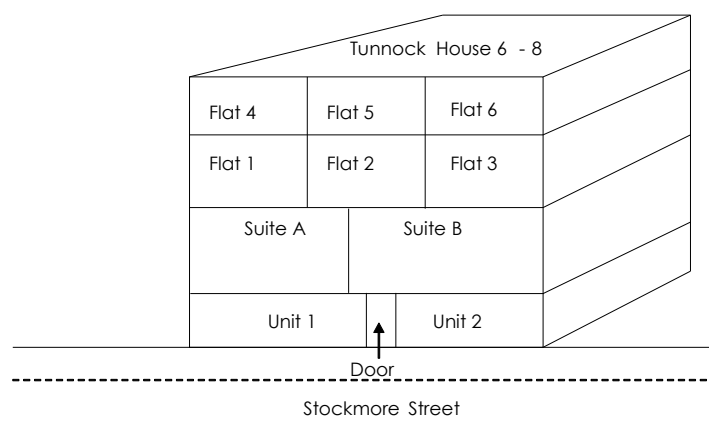 Tunnock House 6 - 8
Flat 4 Flat 5 Flat 6
Flat 1 Flat 2 Flat 3
Suite A Suite B
Unit 1 Unit 2
Door
Stockmore Street